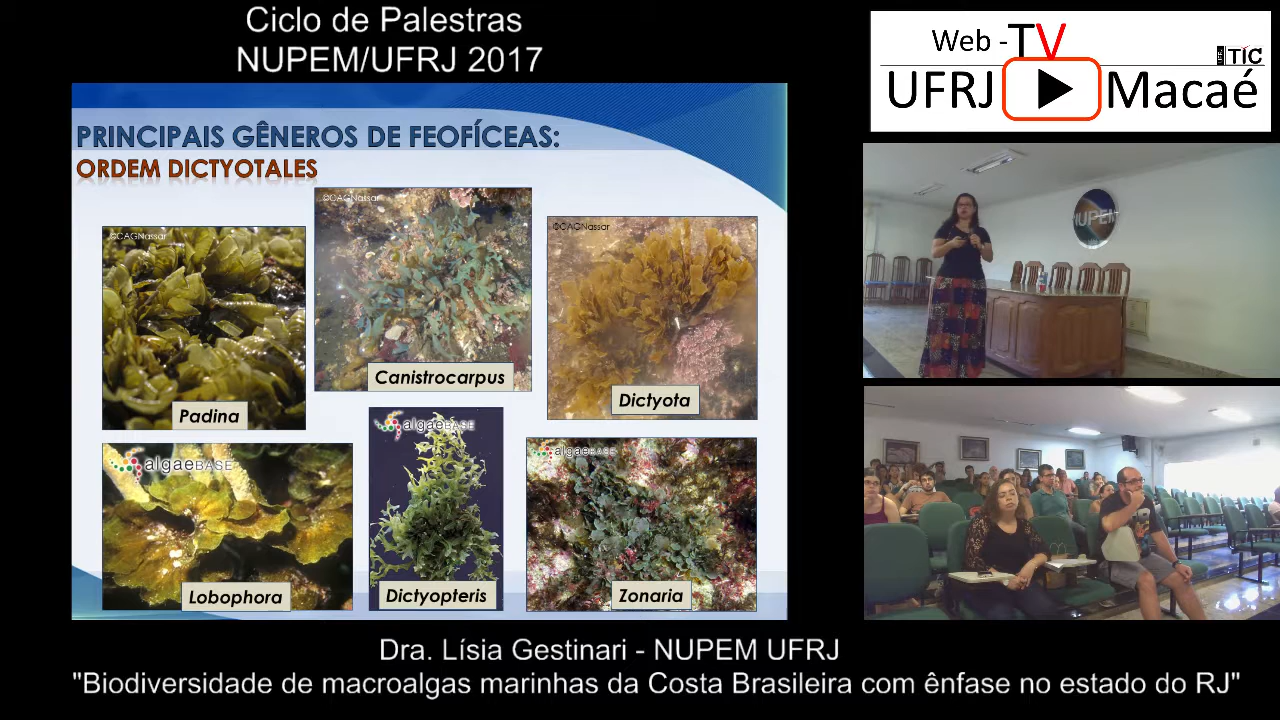 Ciclo de Palestras
NUPEM/UFRJ 2017
Web - TV
TIC
UFRJ Macaé
PRINCIPAIS GÊNEROS DE FEOFÍCEAS:
ORDEM DICTYOTALES
©CAGNassar
©CAGNassar
©CAGNassar
Padina
Canistrocarpus
Dictyota
algaeBASE
algaeBASE
algaeBASE
Lobophora
Dictyopteris
Zonaria
NUPEM
Dra. Lísia Gestinari - NUPEM UFRJ
"Biodiversidade de macroalgas marinhas da Costa Brasileira com ênfase no estado do RJ"